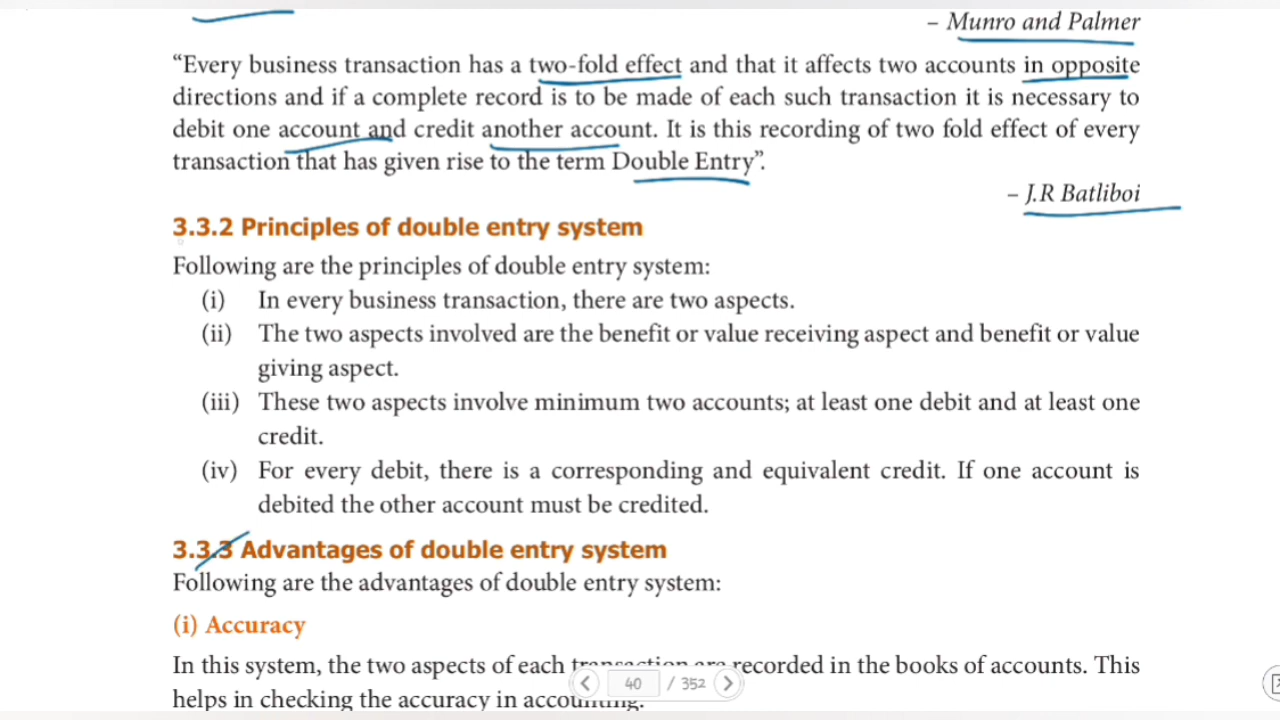 – Munro and Palmer
“Every business transaction has a two-fold effect and that it affects two accounts in opposite
directions and if a complete record is to be made of each such transaction it is necessary to
debit one account and credit another account. It is this recording of two fold effect of every
transaction that has given rise to the term Double Entry”.
– J.R Batliboi
3.3.2 Principles of double entry system
Following are the principles of double entry system:
(i) In every business transaction, there are two aspects.
(ii) The two aspects involved are the benefit or value receiving aspect and benefit or value
giving aspect.
(iii) These two aspects involve minimum two accounts; at least one debit and at least one
credit.
(iv) For every debit, there is a corresponding and equivalent credit. If one account is
debited the other account must be credited.
3.3.3 Advantages of double entry system
Following are the advantages of double entry system:
(i) Accuracy
In this system, the two aspects of each transaction are recorded in the books of accounts. This
helps in checking the accuracy in accounting.
40 / 352